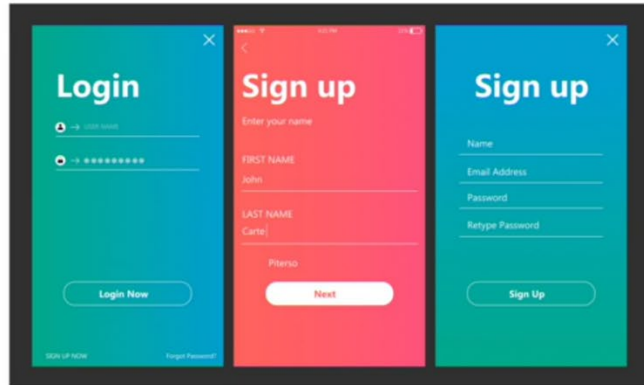 Login
USER NAME
Login Now
SIGN UP NOW
Forgot Password?
Sign up
Enter your name
FIRST NAME
John
LAST NAME
Carte
Piterso
Next
Sign up
Name
Email Address
Password
Retype Password
Sign Up